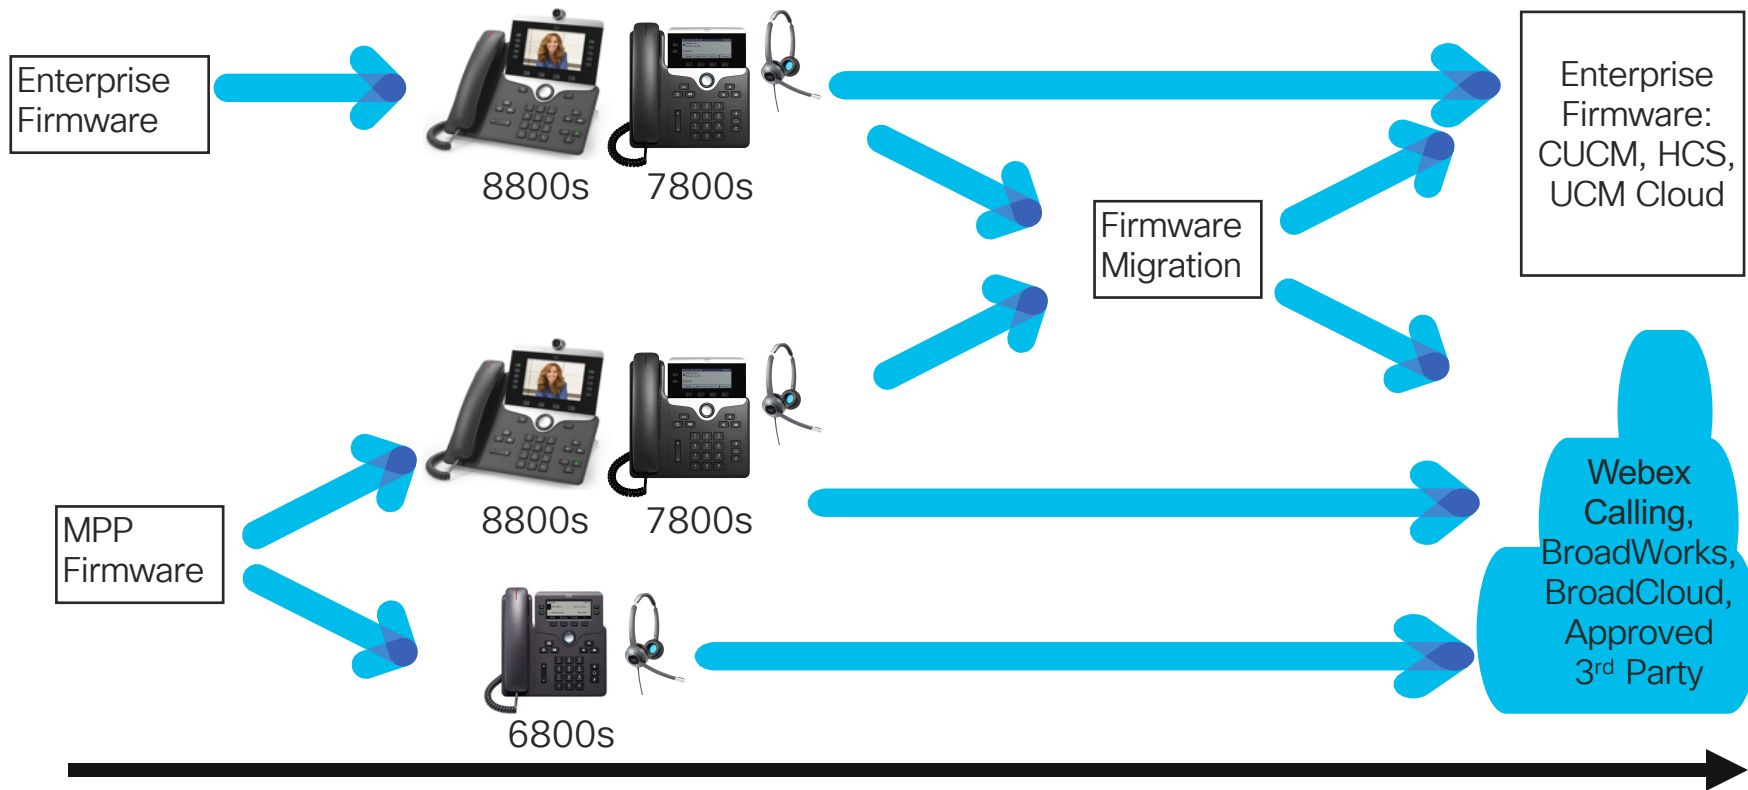 Enterprise
Firmware
8800s
7800s
Enterprise
Firmware:
CUCM, HCS,
UCM Cloud
Firmware
Migration
8800s
7800s
MPP
Firmware
6800s
Webex
Calling,
BroadWorks,
BroadCloud,
Approved
3rd Party